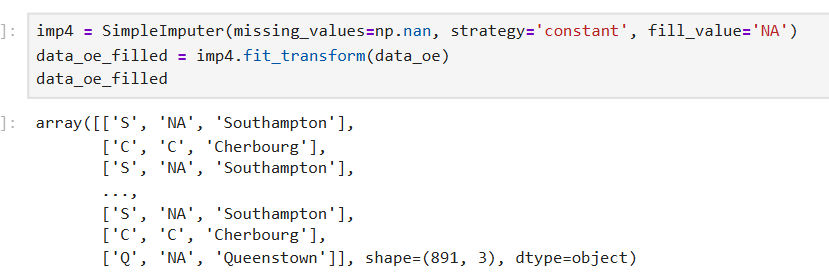 ]: imp4 = SimpleImputer(missing_values=np.nan, strategy='constant', fill_value='NA')
data_oe_filled = imp4.fit_transform(data_oe)
data_oe_filled
]: array([['S', 'NA', 'Southampton'],
['C', 'C', 'Cherbourg'],
['S', 'NA', 'Southampton'],
...,
['S', 'NA', 'Southampton'],
['C', 'C', 'Cherbourg'],
['Q', 'NA', 'Queenstown']], shape=(891, 3), dtype=object)